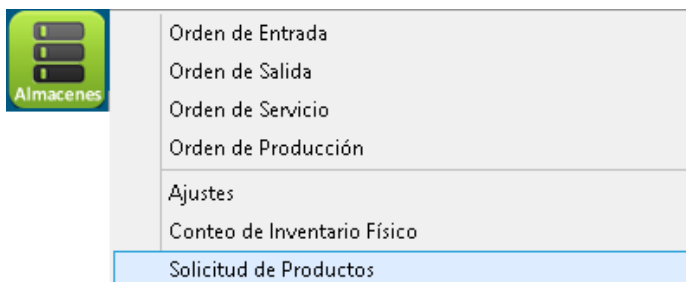 Almacenes
Orden de Entrada
Orden de Salida
Orden de Servicio
Orden de Producción
Ajustes
Conteo de Inventario Físico
Solicitud de Productos